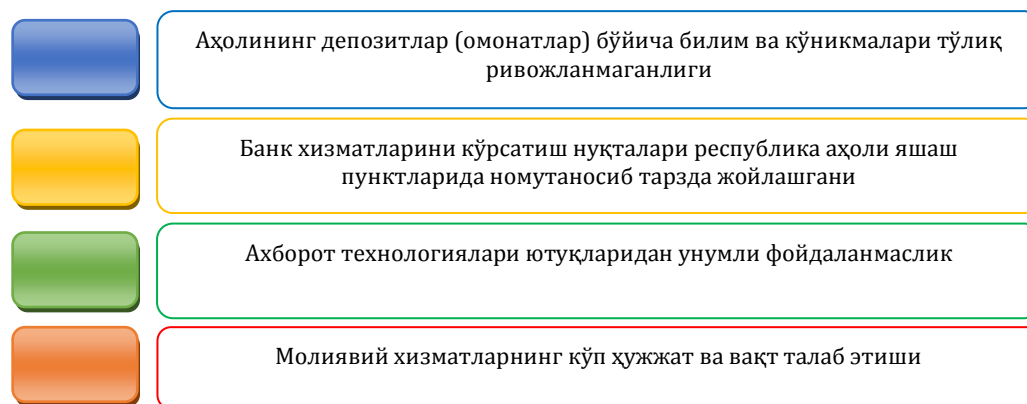 Аҳолининг депозитлар (омонатлар) бўйича билим ва кўникмалари тўлиқ
ривожланмаганлиги
Банк хизматларини кўрсатиш нуқталари республика аҳоли яшаш
пунктларида номутаносиб тарзда жойлашгани
Ахборот технологиялари ютуқларидан унумли фойдаланмаслик
Молиявий хизматларнинг кўп ҳужжат ва вақт талаб этиши